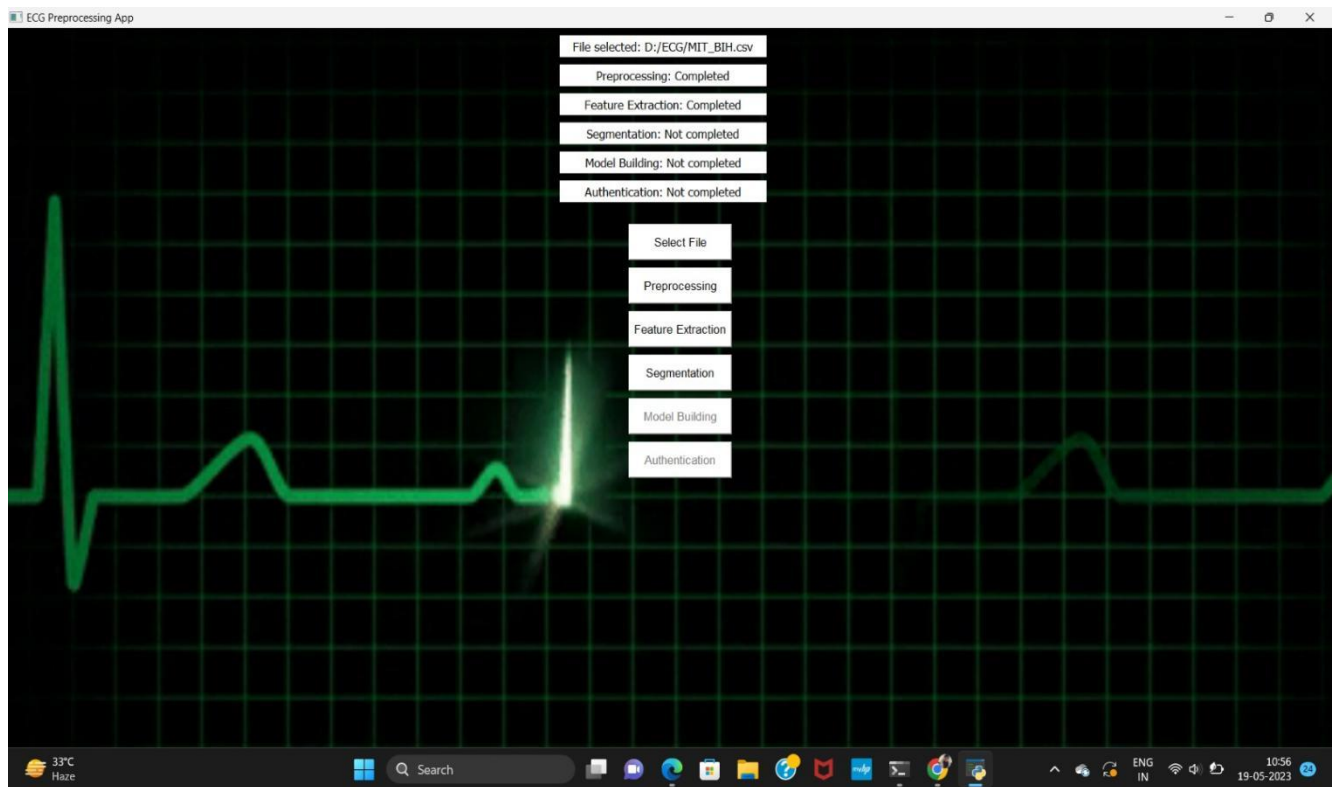 ECG Preprocessing App
File selected: D:/ECG/MIT_BIH.csv
Preprocessing: Completed
Feature Extraction: Completed
Segmentation: Not completed
Model Building: Not completed
Authentication: Not completed
Select File
Preprocessing
Feature Extraction
Segmentation
Model Building
Authentication
33°C
Haze
Search
myhp
ENG
IN
10:56
19-05-2023
24